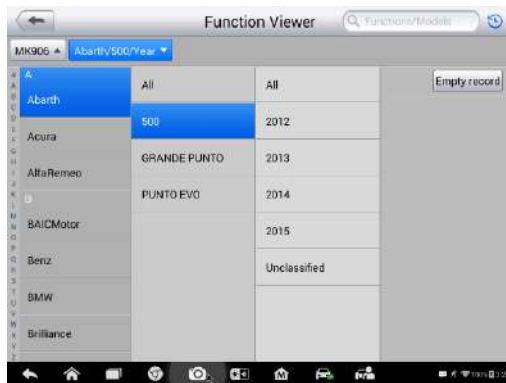 Function Viewer
Functions/Models
MK906
Abarth/500/Year
A
Abarth
Acura
AlfaRemeo
B
BAICMotor
Benz
BMW
Brilliance
All
500
GRANDE PUNTO
PUNTO EVO
All
2012
2013
2014
2015
Unclassified
Empty record